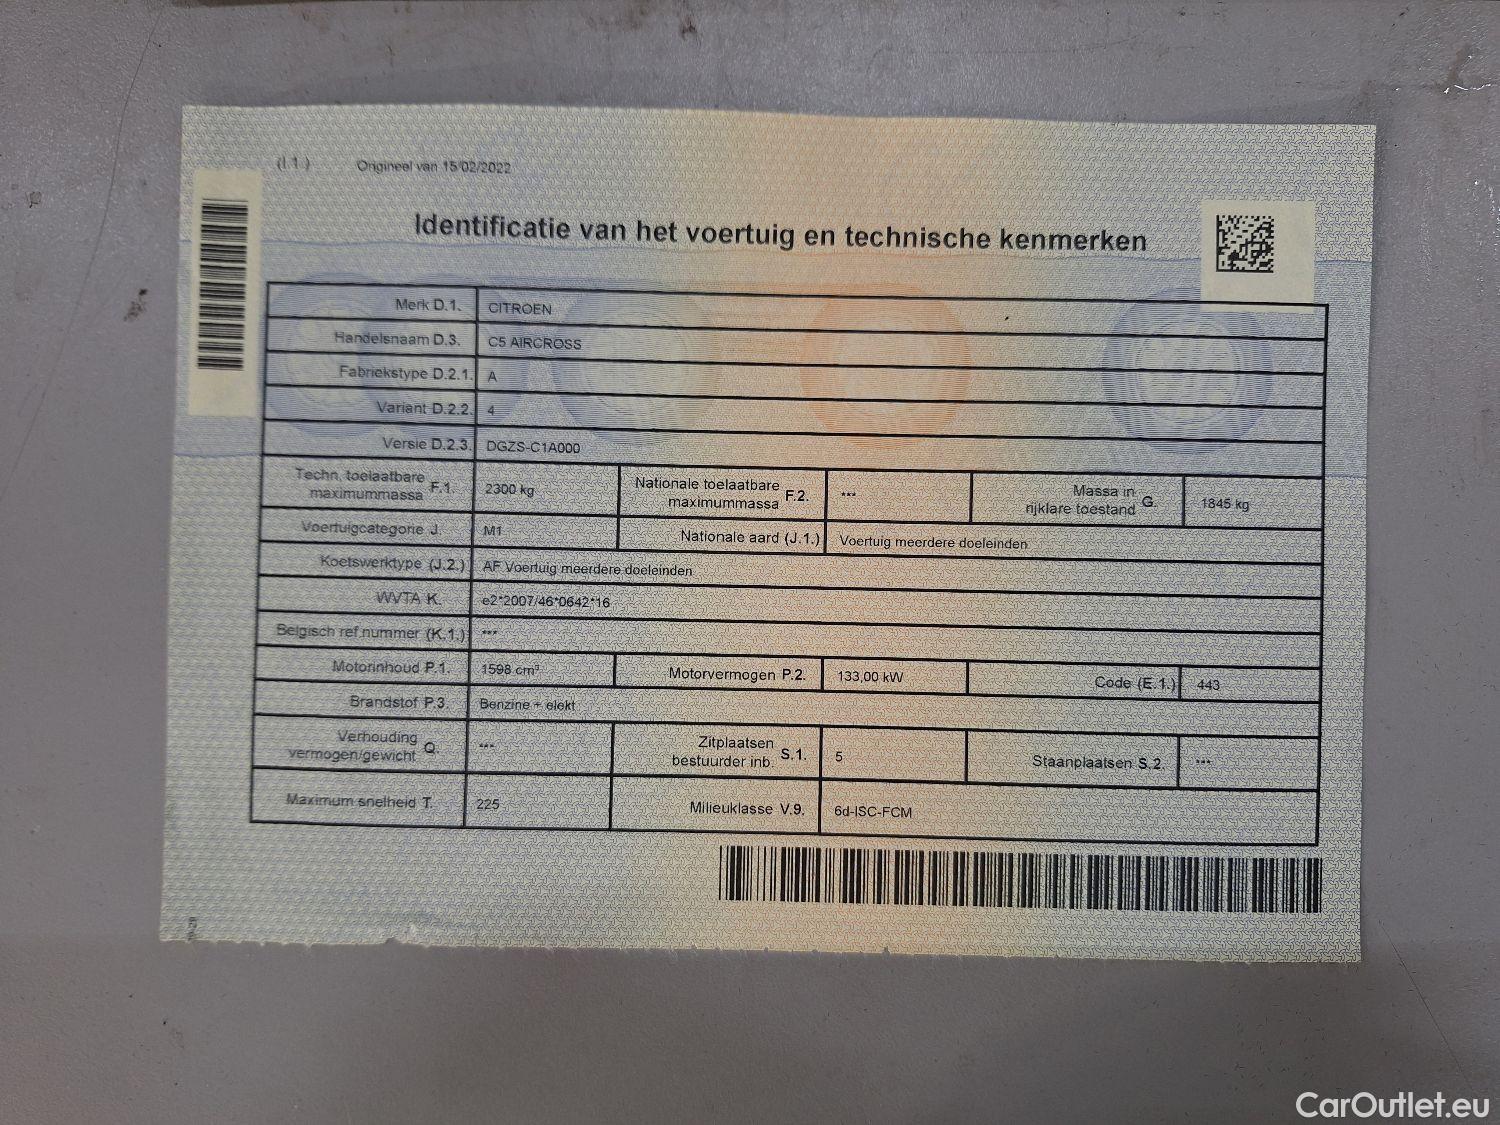 (I.1.) Origineel van 15/02/2022
Identificatie van het voertuig en technische kenmerken
Merk D.1. CITROEN
Handelsnaam D.3. C5 AIRCROSS
Fabriekstype D.2.1. A
Variant D.2.2. 4
Versie D.2.3. DGZS-C1A000
Techn. toelaatbare maximummassa F.1. 2300 kg Nationale toelaatbare maximummassa F.2. *** Massa in rijklare toestand G. 1845 kg
Voertuigcategorie J. M1 Nationale aard (J.1.) Voertuig meerdere doeleinden
Koetswerktype (J.2.) AF Voertuig meerdere doeleinden
WVTA K. e2*2007/46*0642*16
Belgisch ref.nummer (K.1.) ***
Motorinhoud P.1. 1598 cm³ Motorvermogen P.2. 133,00 kW Code (E.1.) 443
Brandstof P.3. Benzine + elekt
Verhouding vermogen/gewicht Q. *** Zitplaatsen bestuurder inb. S.1. 5 Staanplaatsen S.2. ***
Maximum snelheid T. 225 Milieuklasse V.9. 6d-ISC-FCM
CarOutlet.eu